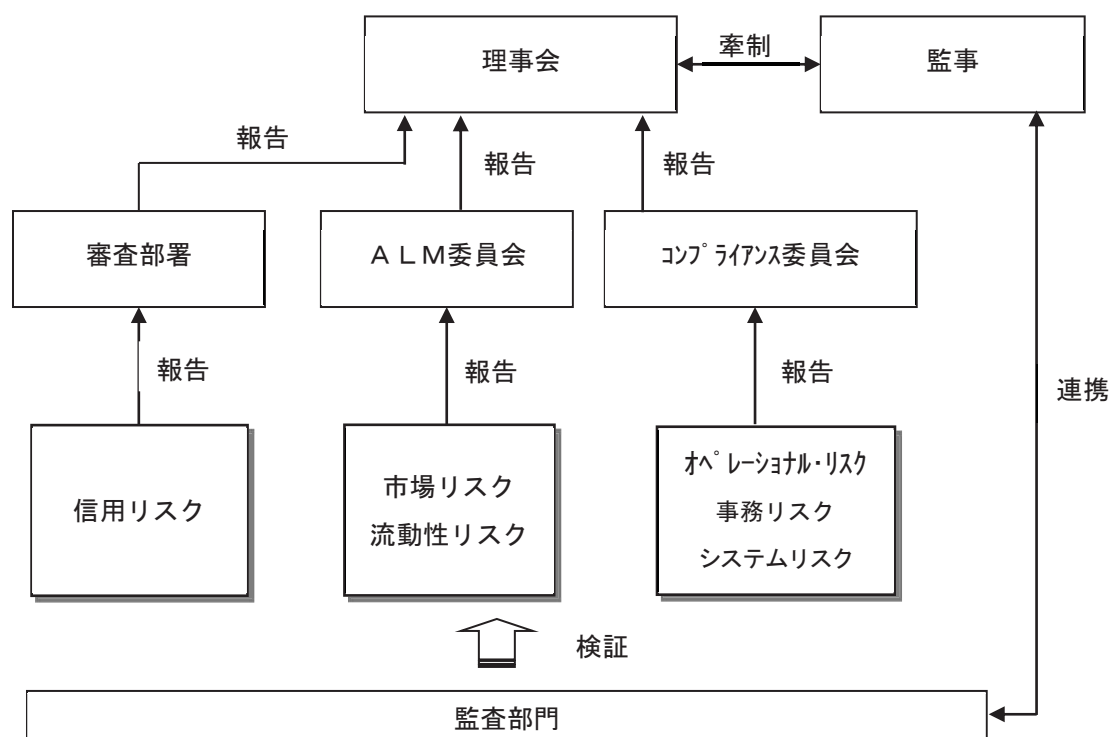 理事会
牽制
監事
報告
報告
報告
審査部署
ＡＬＭ委員会
ｺﾝﾌﾟﾗｲｱﾝｽ委員会
報告
報告
報告
連携
信用リスク
市場リスク
流動性リスク
ｵﾍﾟﾚｰｼｮﾅﾙ･ﾘｽｸ
事務リスク
システムリスク
検証
監査部門